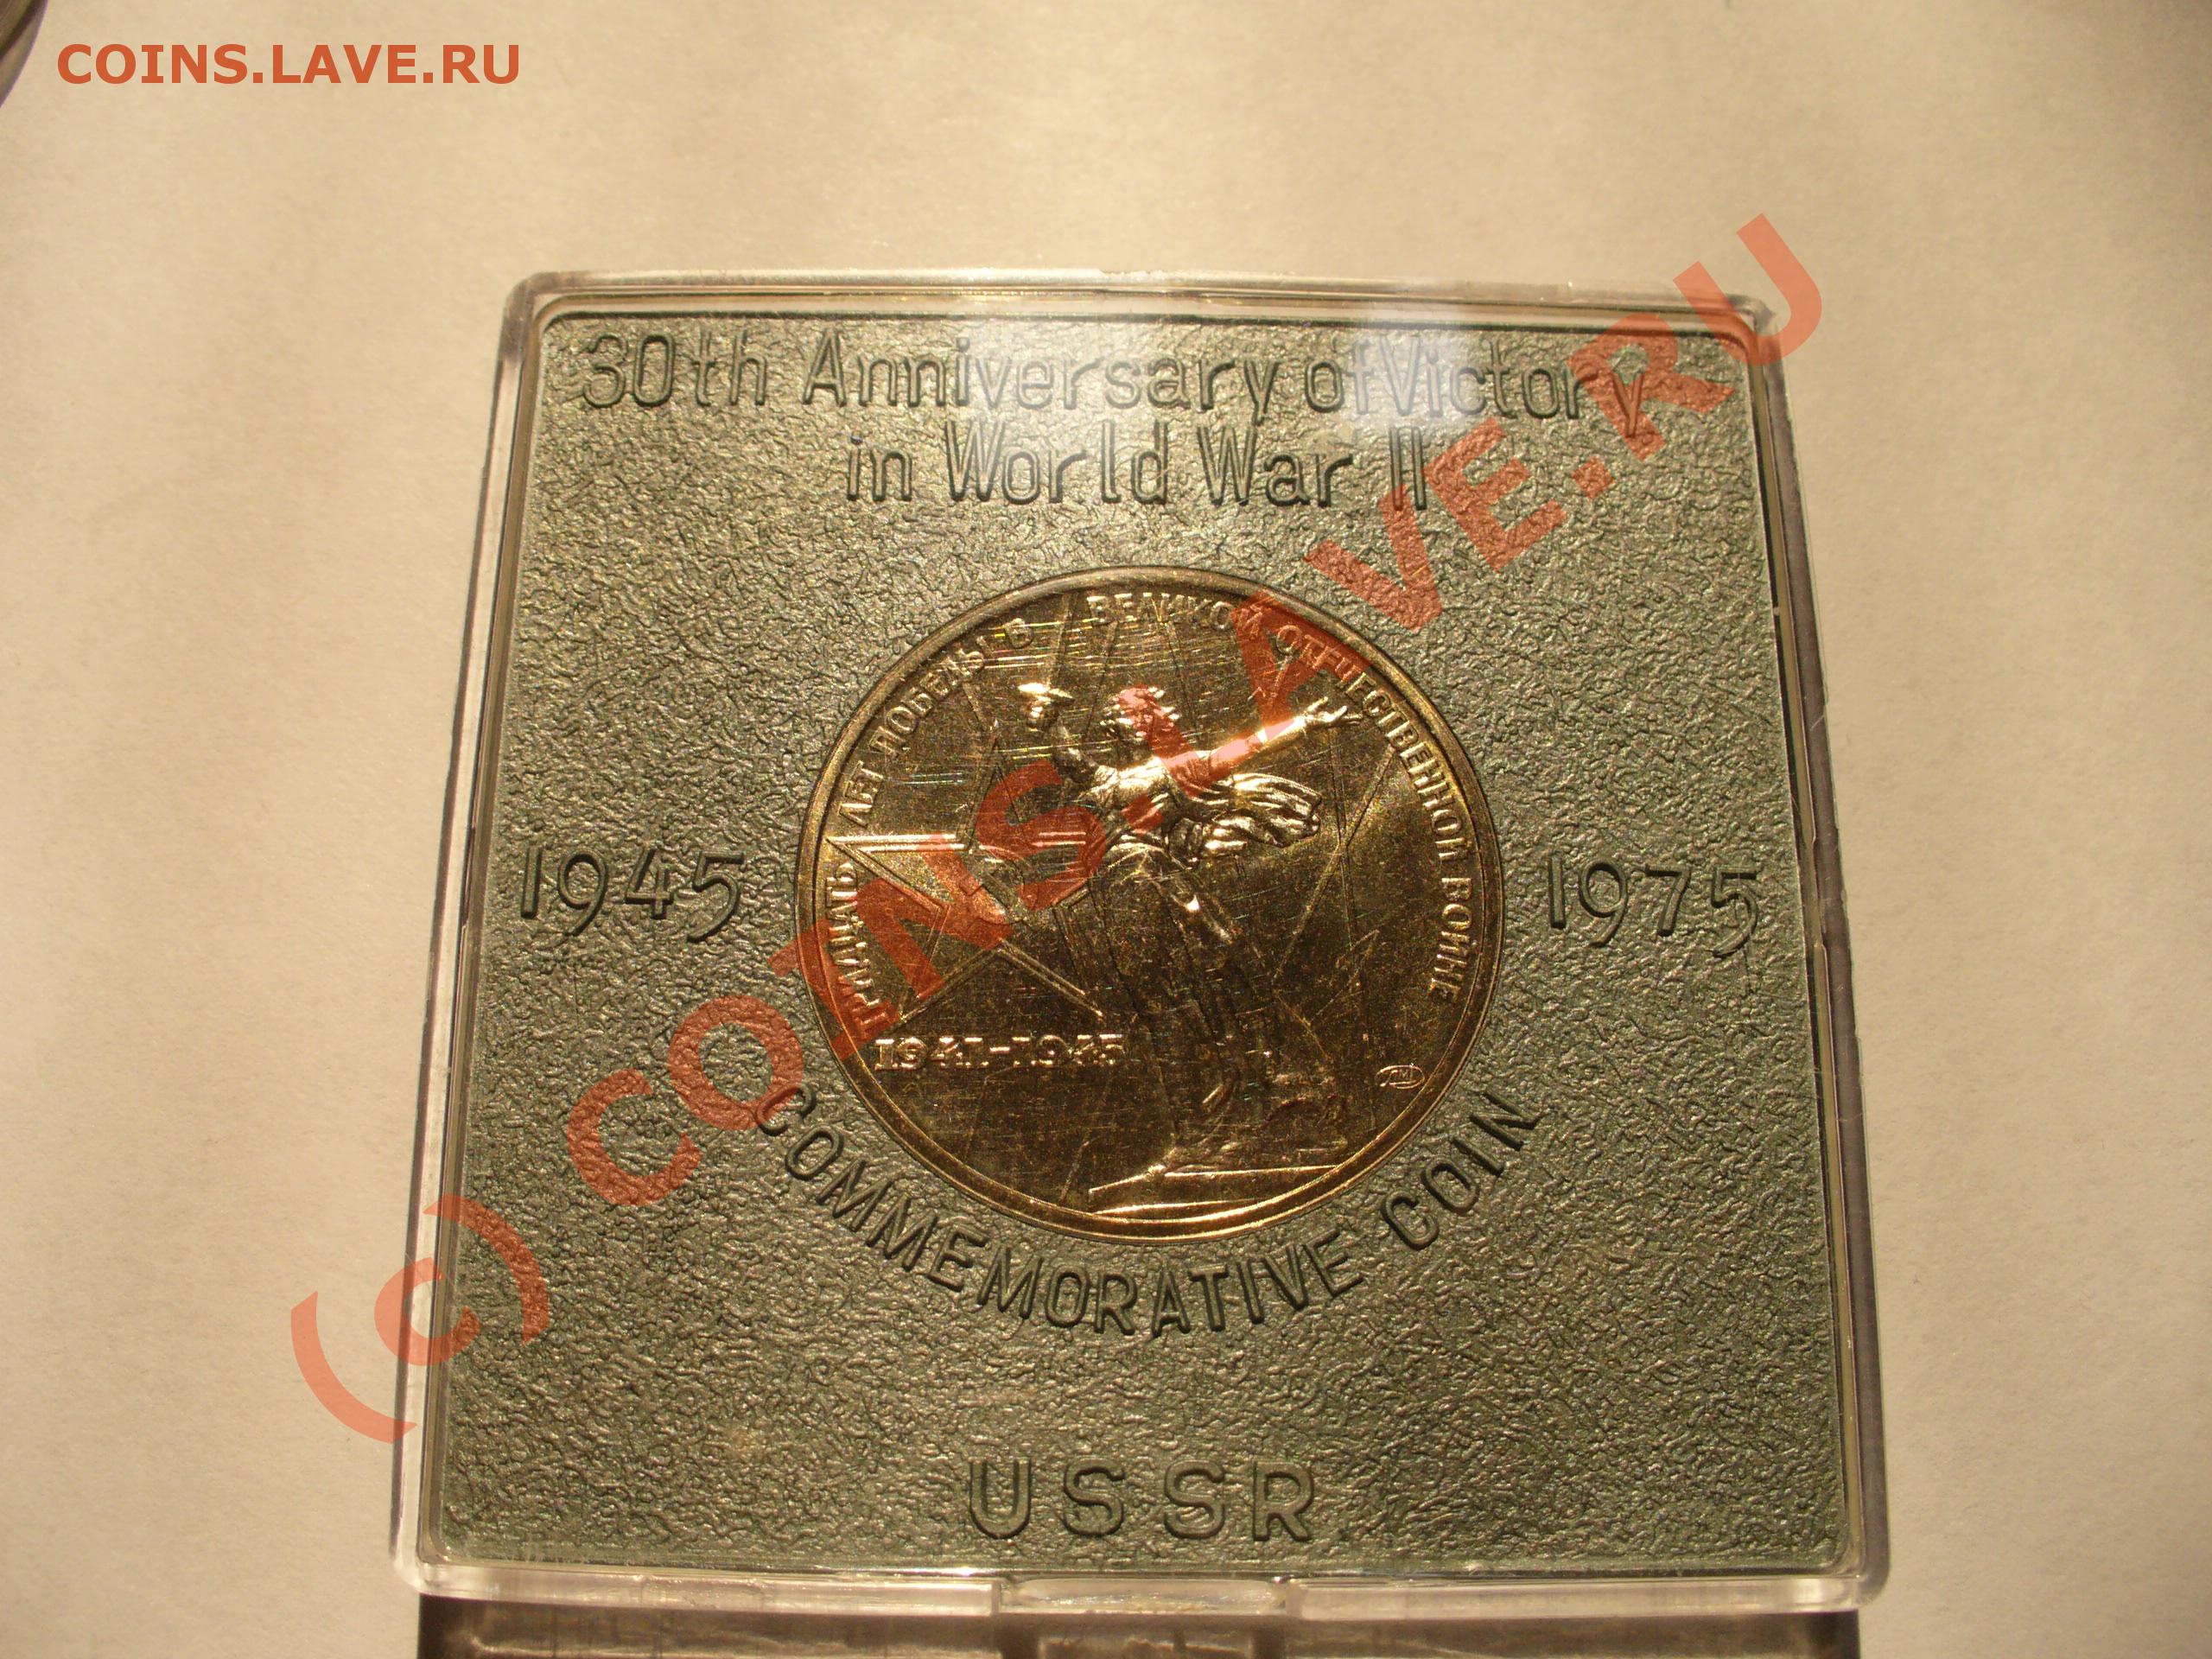 COINS.LAVE.RU
30th Anniversary of Victory
in World War II
ТРИДЦАТЬ ЛЕТ ПОБЕДЫ В ВЕЛИКОЙ ОТЕЧЕСТВЕННОЙ ВОЙНЕ
1945
1975
1941-1945
ЛМД
COMMEMORATIVE COIN
USSR
(c) COINS.LAVE.RU